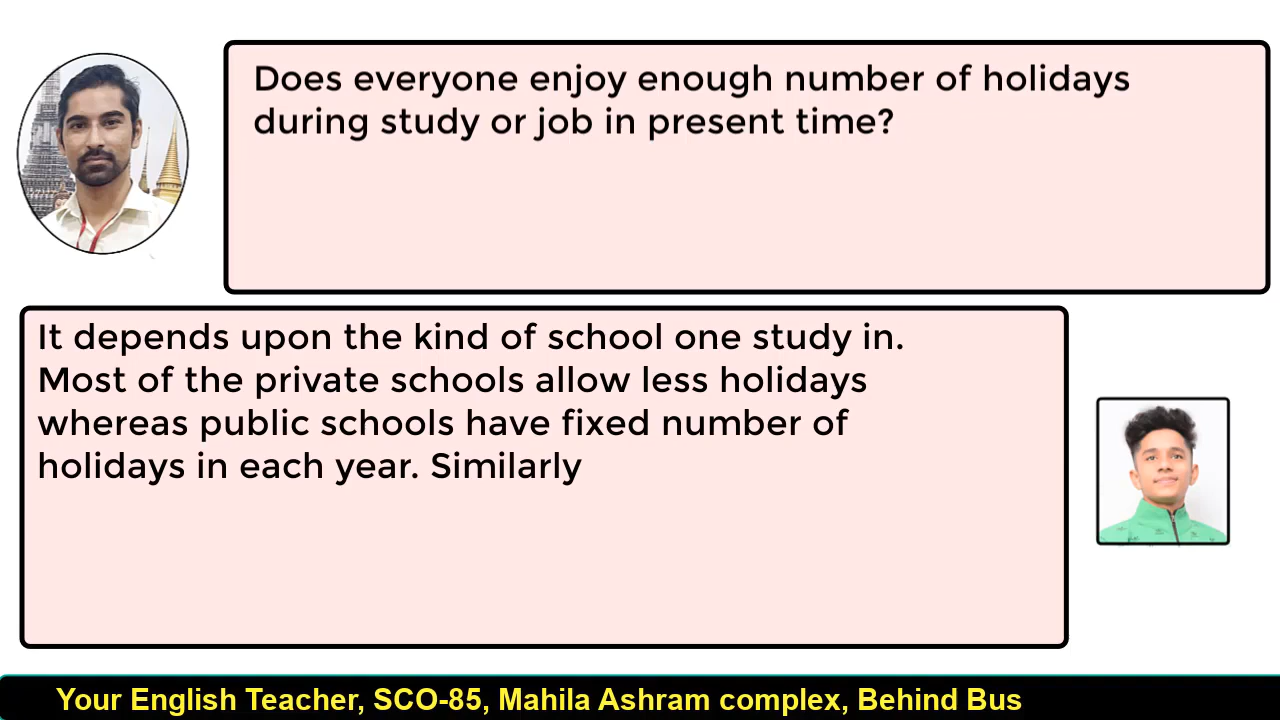 Does everyone enjoy enough number of holidays
during study or job in present time?
It depends upon the kind of school one study in.
Most of the private schools allow less holidays
whereas public schools have fixed number of
holidays in each year. Similarly
Your English Teacher, SCO-85, Mahila Ashram complex, Behind Bus